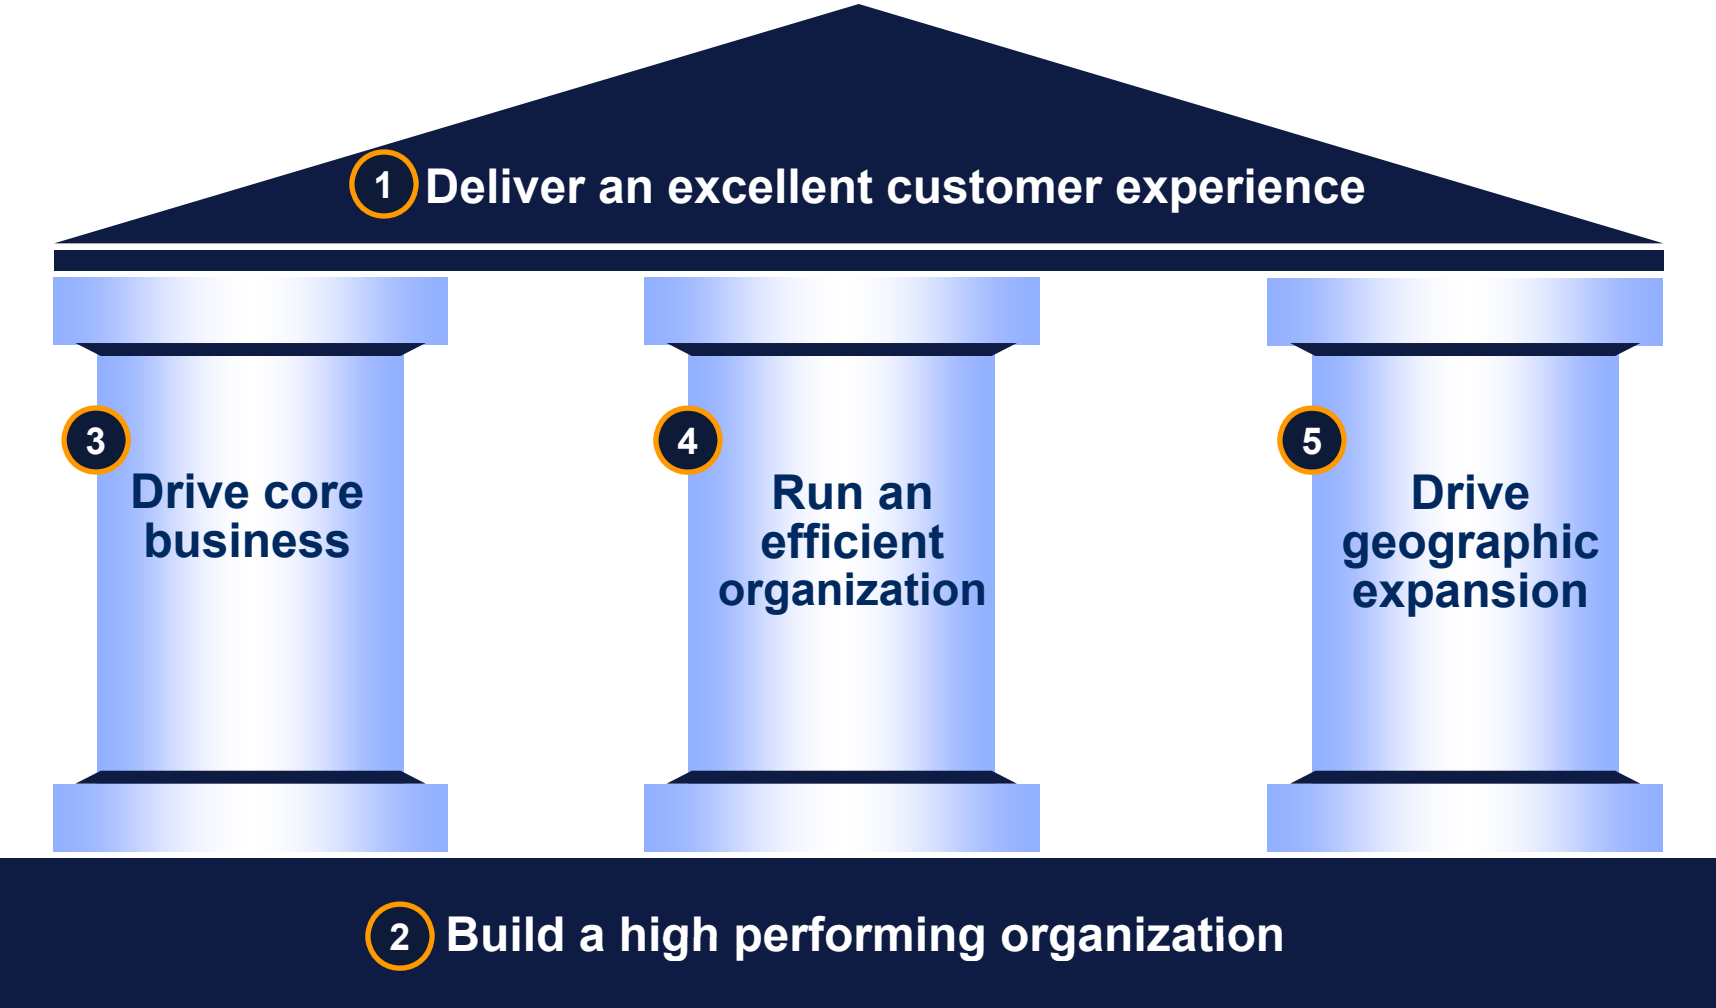 1 Deliver an excellent customer experience
3
Drive core
business
4
Run an
efficient
organization
5
Drive
geographic
expansion
2 Build a high performing organization